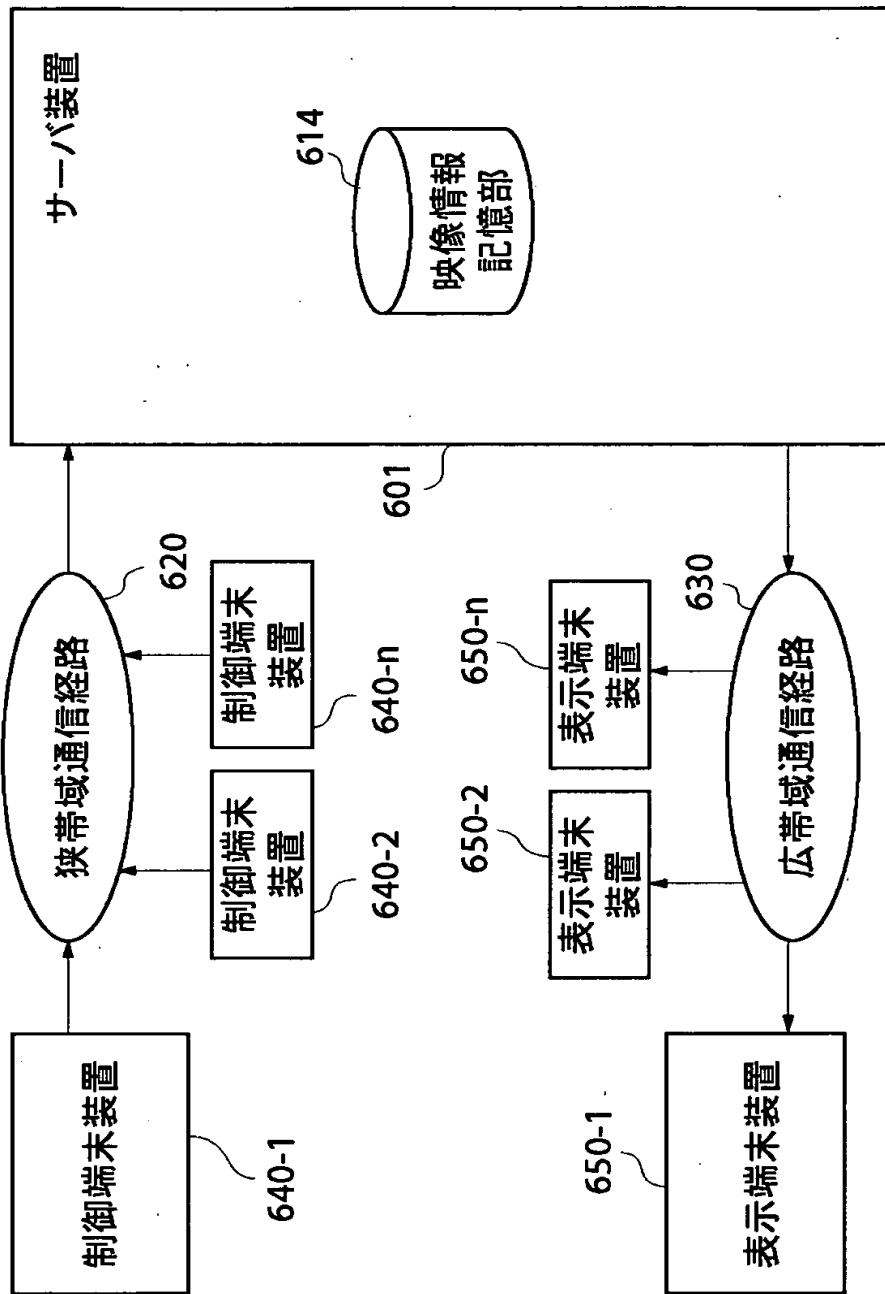 サーバ装置
614
映像情報
記憶部
601
狭帯域通信経路
620
制御端末
装置
640-n
制御端末
装置
640-2
制御端末装置
640-1
広帯域通信経路
630
表示端末
装置
650-n
表示端末
装置
650-2
表示端末装置
650-1